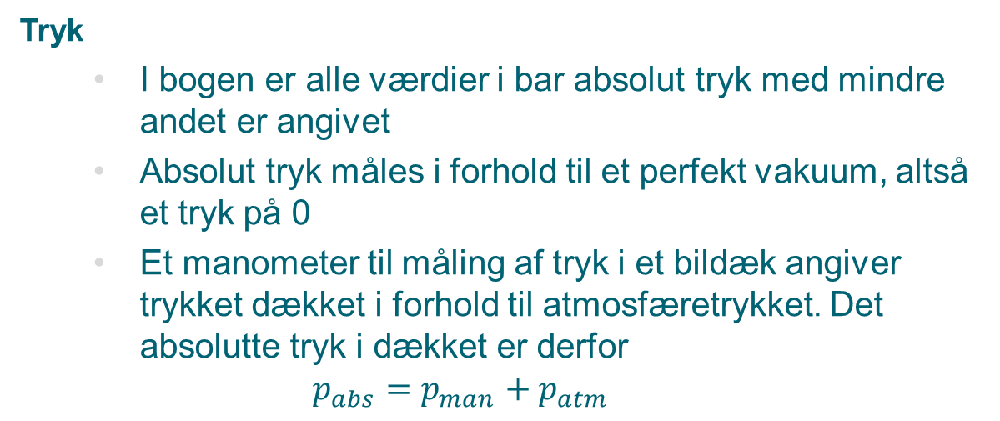 Tryk
• I bogen er alle værdier i bar absolut tryk med mindre
andet er angivet
• Absolut tryk måles i forhold til et perfekt vakuum, altså
et tryk på 0
• Et manometer til måling af tryk i et bildæk angiver
trykket dækket i forhold til atmosfæretrykket. Det
absolutte tryk i dækket er derfor
p_{abs} = p_{man} + p_{atm}